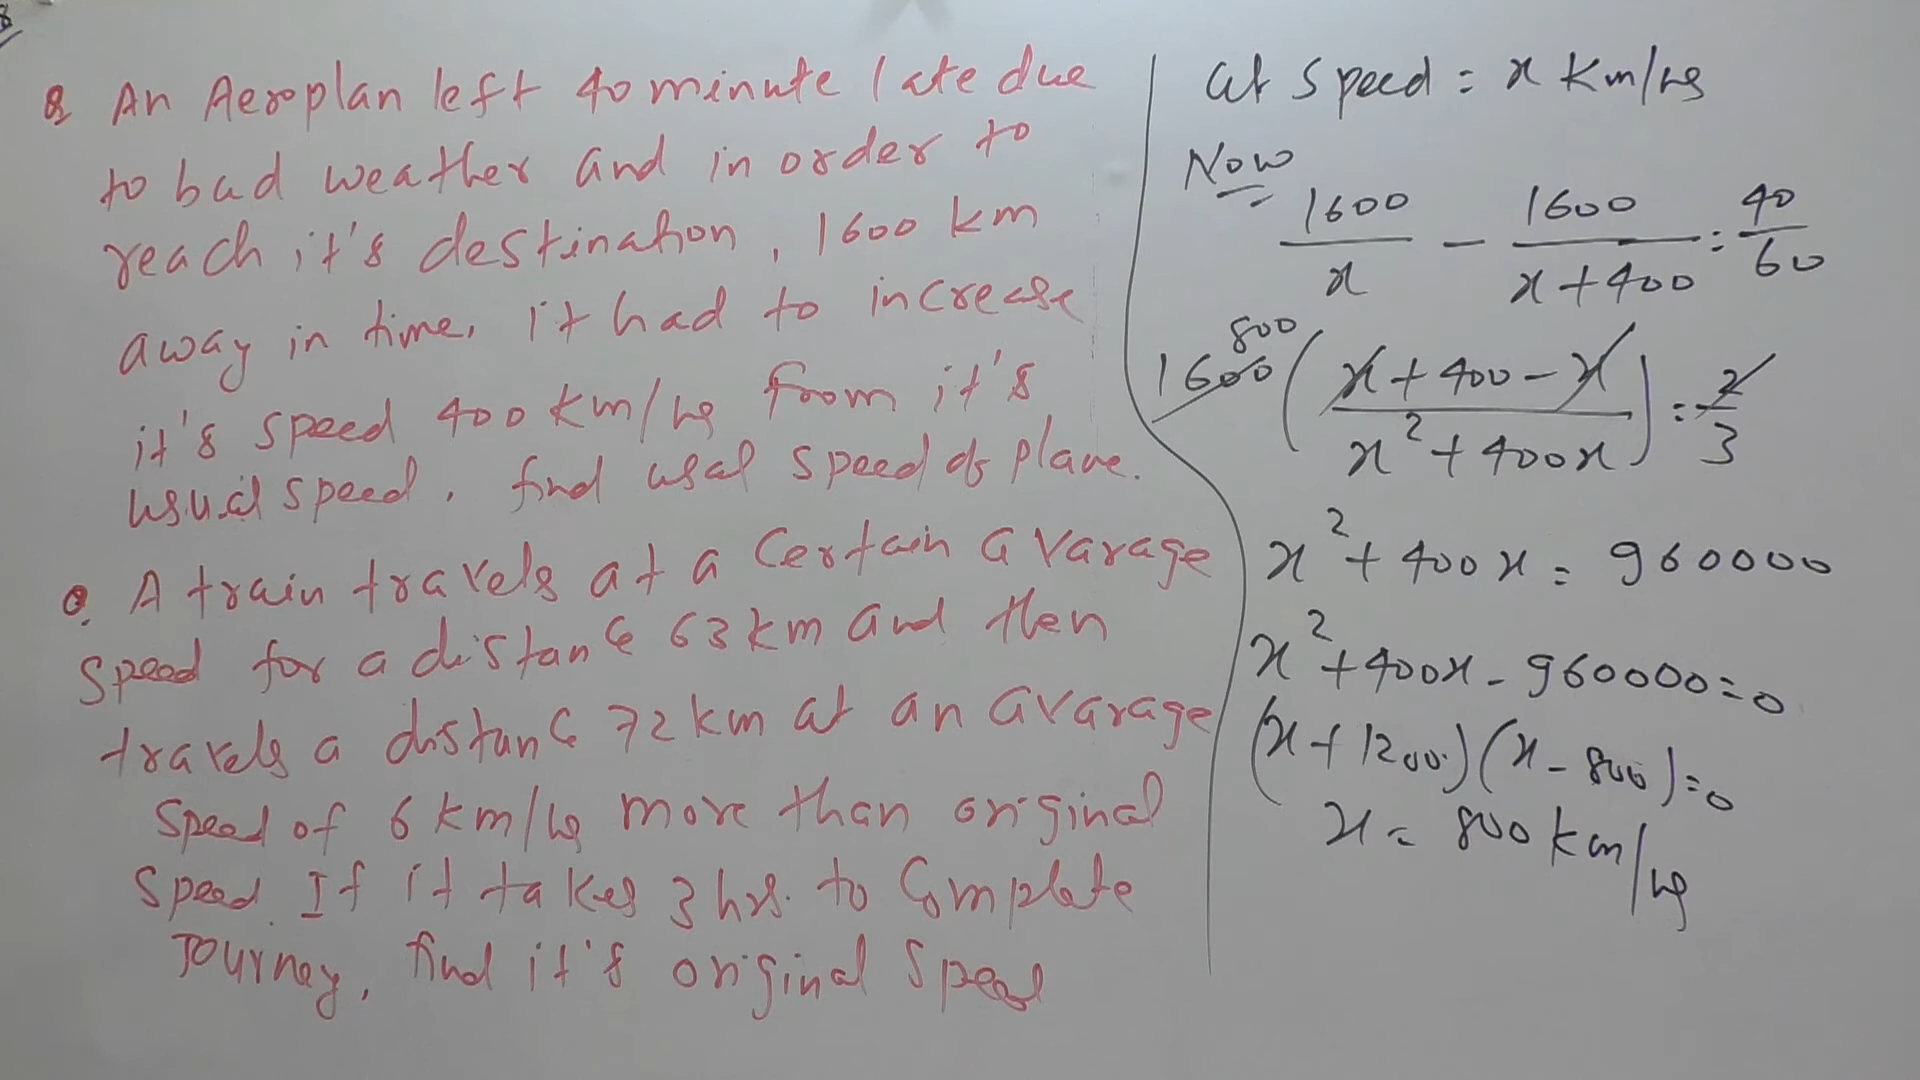 Q An Aeroplan left 40 minute late due
to bad weather and in order to
reach it's destination, 1600 km
away in time, it had to increase
it's speed 400 km/hr from it's
usual speed, find usal speed of plane.
Q. A train travels at a Certain avarage
speed for a distance 63 km and then
travels a distance 72 km at an avarage
Speed of 6 km/hr more than original
speed. If it takes 3 hrs. to Complete
Journey, find it's original speed
at speed = x km/hr
Now
1600/x - 1600/(x+400) = 40/60
800
1600 ( (x+400-x)/(x²+400x) ) = 2/3
x²+400x = 960000
x²+400x-960000=0
(x+1200)(x-800)=0
x = 800 km/hr